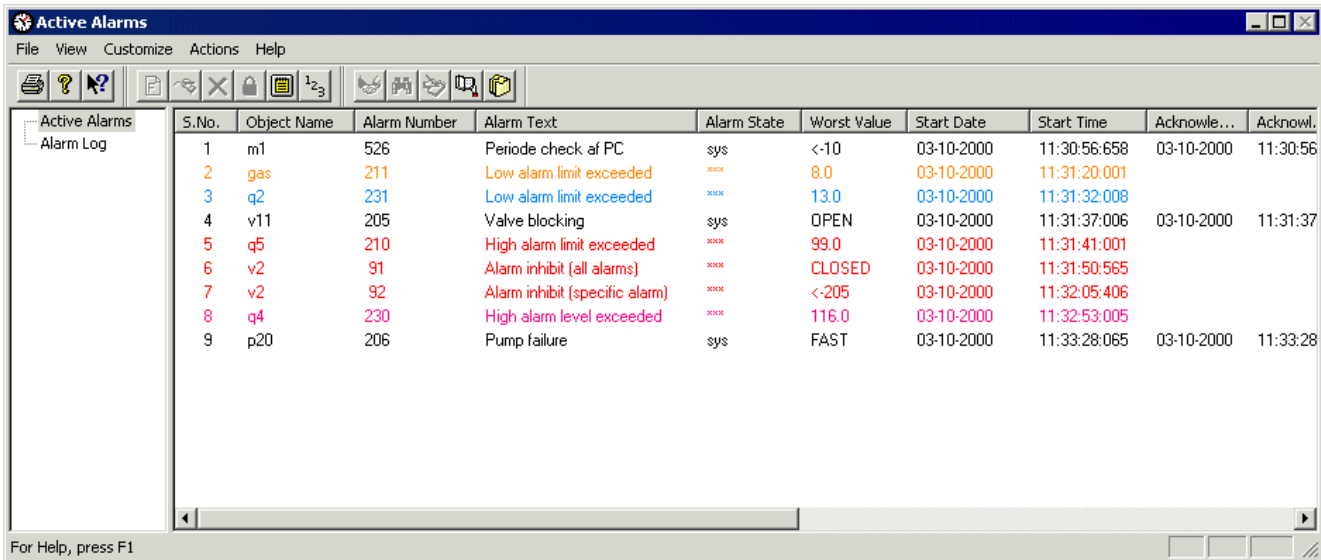 Active Alarms
File View Customize Actions Help
Active Alarms
Alarm Log
S.No. Object Name Alarm Number Alarm Text Alarm State Worst Value Start Date Start Time Acknowle... Acknowl.
1 m1 526 Periode check af PC sys <-10 03-10-2000 11:30:56:658 03-10-2000 11:30:56
2 gas 211 Low alarm limit exceeded *** 8.0 03-10-2000 11:31:20:001
3 q2 231 Low alarm limit exceeded *** 13.0 03-10-2000 11:31:32:008
4 v11 205 Valve blocking sys OPEN 03-10-2000 11:31:37:006 03-10-2000 11:31:37
5 q5 210 High alarm limit exceeded *** 99.0 03-10-2000 11:31:41:001
6 v2 91 Alarm inhibit (all alarms) *** CLOSED 03-10-2000 11:31:50:565
7 v2 92 Alarm inhibit (specific alarm) *** <-205 03-10-2000 11:32:05:406
8 q4 230 High alarm level exceeded *** 116.0 03-10-2000 11:32:53:005
9 p20 206 Pump failure sys FAST 03-10-2000 11:33:28:065 03-10-2000 11:33:28
For Help, press F1